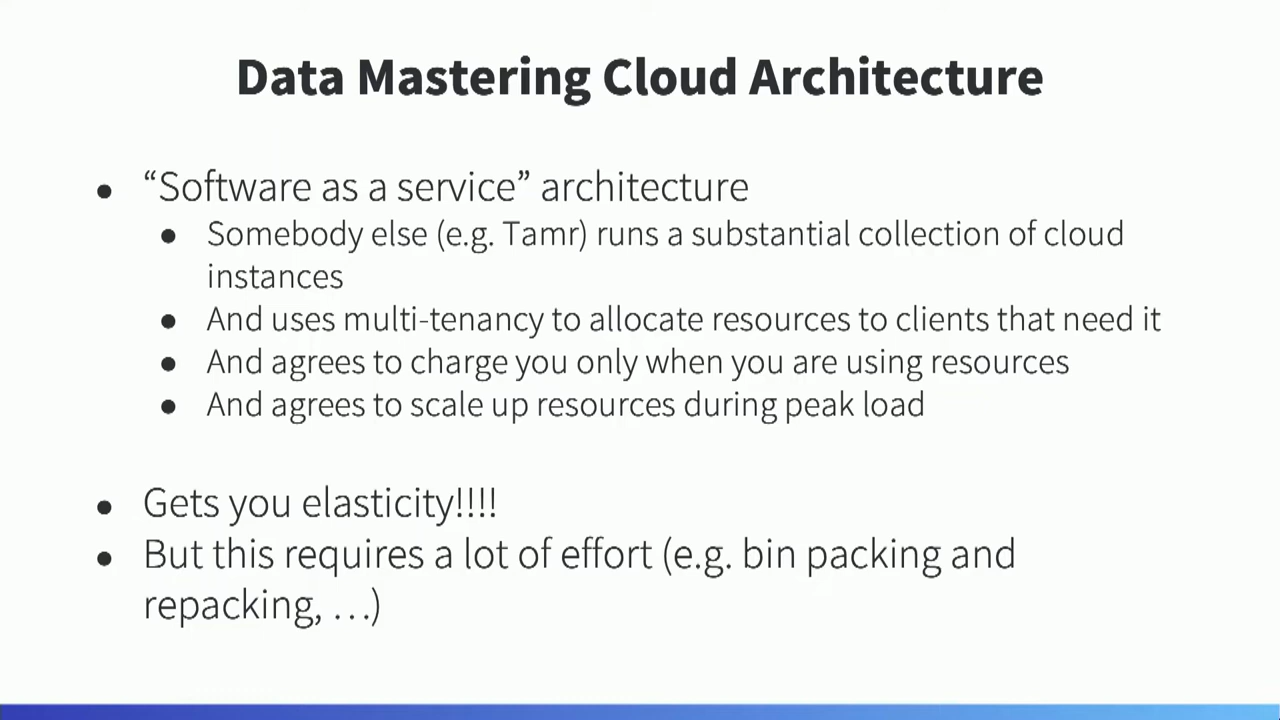 Data Mastering Cloud Architecture
● “Software as a service” architecture
● Somebody else (e.g. Tamr) runs a substantial collection of cloud
instances
● And uses multi-tenancy to allocate resources to clients that need it
● And agrees to charge you only when you are using resources
● And agrees to scale up resources during peak load
● Gets you elasticity!!!!
● But this requires a lot of effort (e.g. bin packing and
repacking, …)